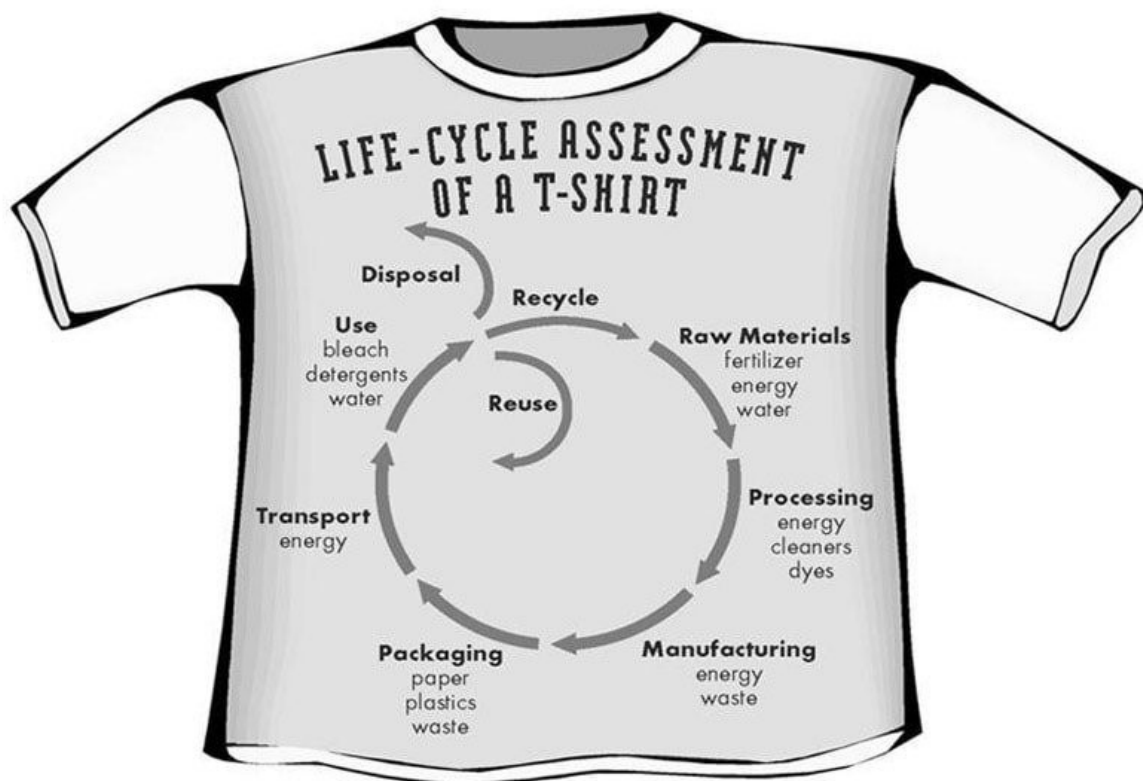 LIFE-CYCLE ASSESSMENT
OF A T-SHIRT
Disposal
Recycle
Use
bleach
detergents
water
Raw Materials
fertilizer
energy
water
Reuse
Processing
energy
cleaners
dyes
Transport
energy
Packaging
paper
plastics
waste
Manufacturing
energy
waste